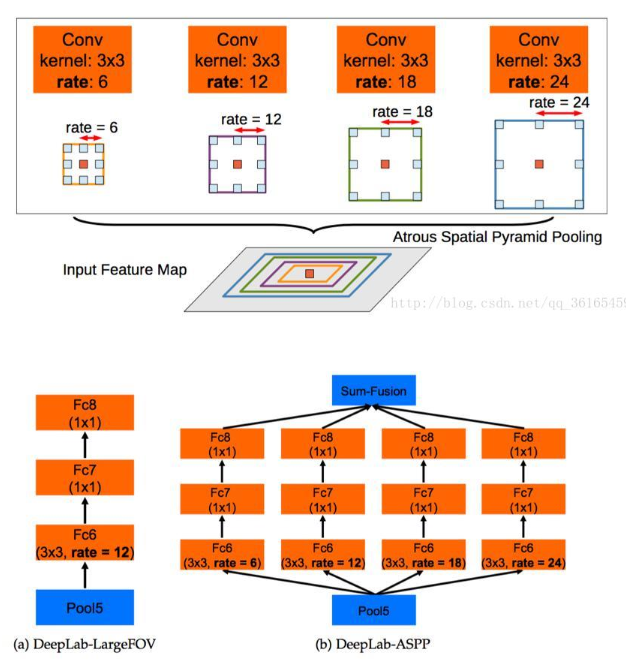 Conv
kernel: 3x3
rate: 6
Conv
kernel: 3x3
rate: 12
Conv
kernel: 3x3
rate: 18
Conv
kernel: 3x3
rate: 24
rate = 6
rate = 12
rate = 18
rate = 24
Atrous Spatial Pyramid Pooling
Input Feature Map
http://blog.csdn.net/qq_36165459
Fc8
(1x1)
Fc7
(1x1)
Fc6
(3x3, rate = 12)
Pool5
(a) DeepLab-LargeFOV
Sum-Fusion
Fc8
(1x1)
Fc8
(1x1)
Fc8
(1x1)
Fc8
(1x1)
Fc7
(1x1)
Fc7
(1x1)
Fc7
(1x1)
Fc7
(1x1)
Fc6
(3x3, rate = 6)
Fc6
(3x3, rate = 12)
Fc6
(3x3, rate = 18)
Fc6
(3x3, rate = 24)
Pool5
(b) DeepLab-ASPP